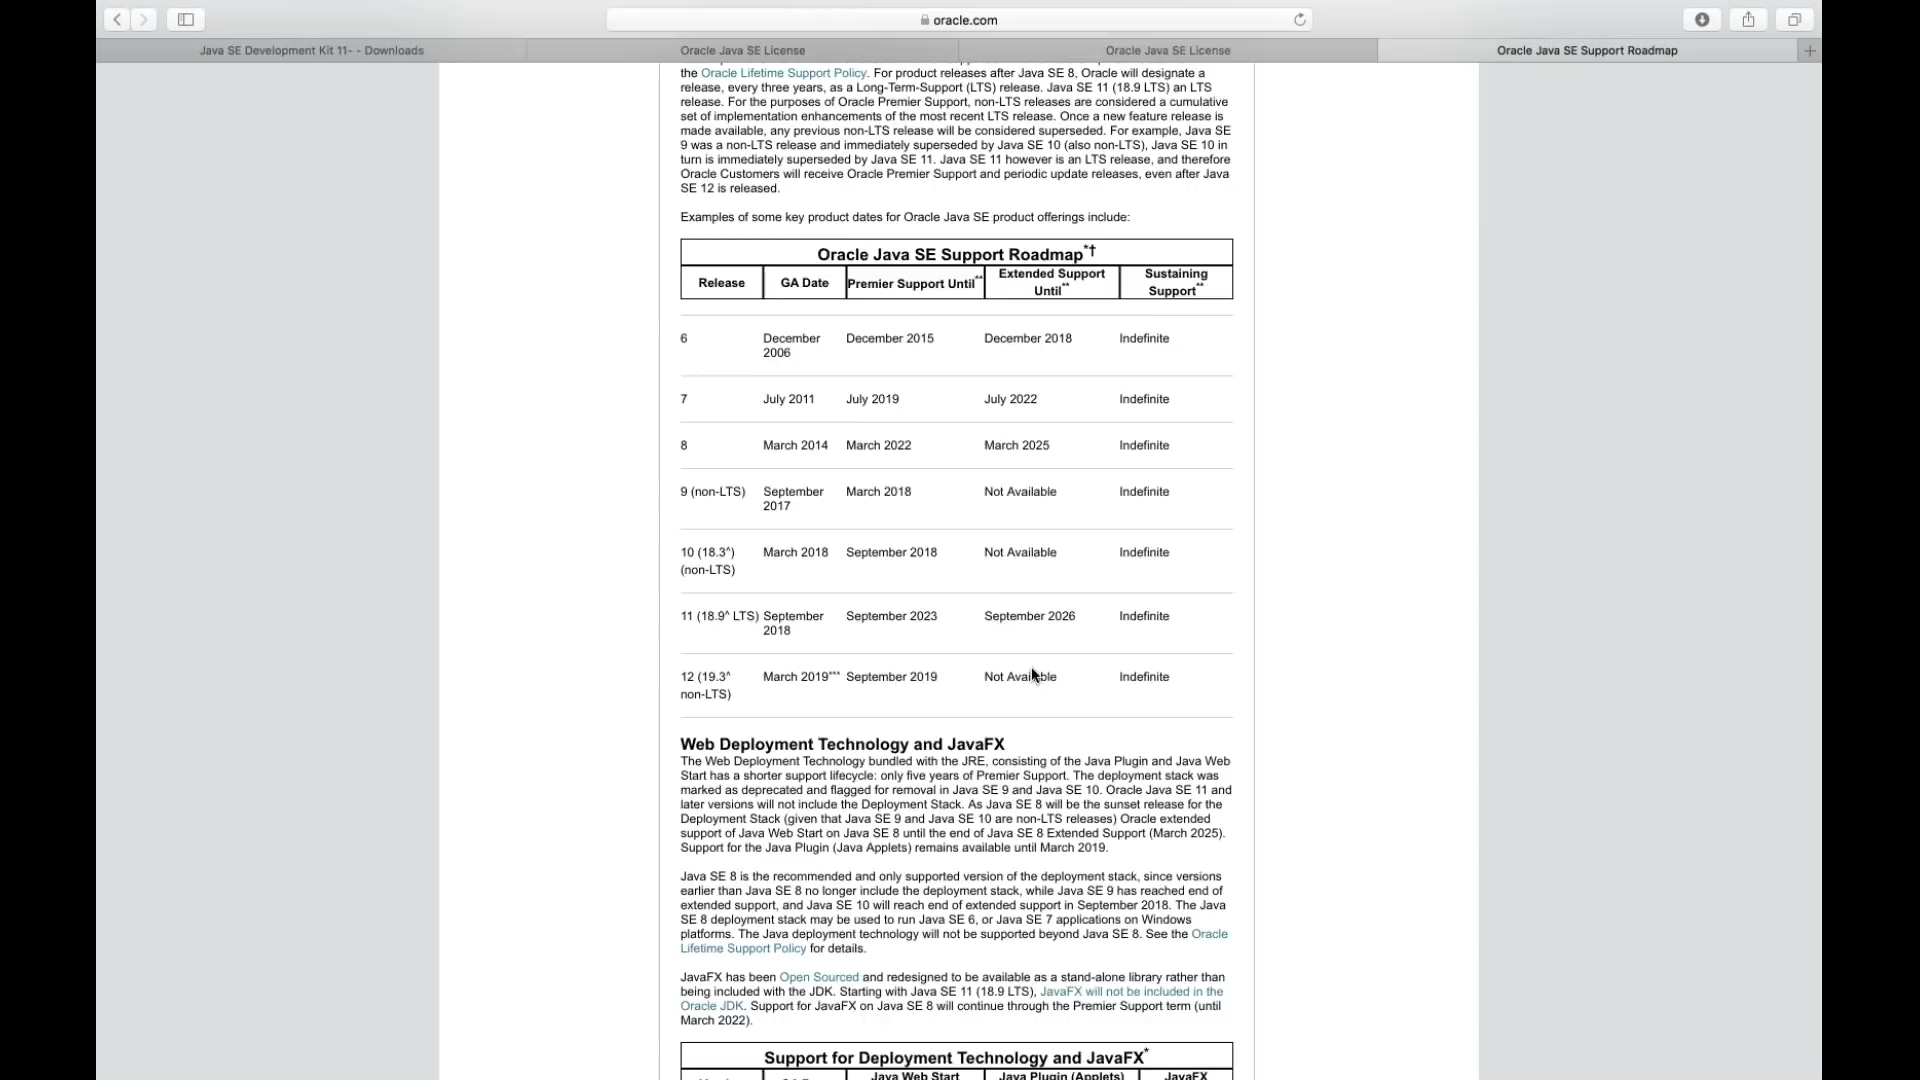 oracle.com
Java SE Development Kit 11- - Downloads
Oracle Java SE License
Oracle Java SE License
Oracle Java SE Support Roadmap
the Oracle Lifetime Support Policy. For product releases after Java SE 8, Oracle will designate a
release, every three years, as a Long-Term-Support (LTS) release. Java SE 11 (18.9 LTS) an LTS
release. For the purposes of Oracle Premier Support, non-LTS releases are considered a cumulative
set of implementation enhancements of the most recent LTS release. Once a new feature release is
made available, any previous non-LTS release will be considered superseded. For example, Java SE
9 was a non-LTS release and immediately superseded by Java SE 10 (also non-LTS), Java SE 10 in
turn is immediately superseded by Java SE 11. Java SE 11 however is an LTS release, and therefore
Oracle Customers will receive Oracle Premier Support and periodic update releases, even after Java
SE 12 is released.
Examples of some key product dates for Oracle Java SE product offerings include:
Oracle Java SE Support Roadmap*†
Release GA Date Premier Support Until** Extended Support Until** Sustaining Support**
6 December 2006 December 2015 December 2018 Indefinite
7 July 2011 July 2019 July 2022 Indefinite
8 March 2014 March 2022 March 2025 Indefinite
9 (non-LTS) September 2017 March 2018 Not Available Indefinite
10 (18.3^) (non-LTS) March 2018 September 2018 Not Available Indefinite
11 (18.9^ LTS) September 2018 September 2023 September 2026 Indefinite
12 (19.3^ non-LTS) March 2019*** September 2019 Not Available Indefinite
Web Deployment Technology and JavaFX
The Web Deployment Technology bundled with the JRE, consisting of the Java Plugin and Java Web
Start has a shorter support lifecycle: only five years of Premier Support. The deployment stack was
marked as deprecated and flagged for removal in Java SE 9 and Java SE 10. Oracle Java SE 11 and
later versions will not include the Deployment Stack. As Java SE 8 will be the sunset release for the
Deployment Stack (given that Java SE 9 and Java SE 10 are non-LTS releases) Oracle extended
support of Java Web Start on Java SE 8 until the end of Java SE 8 Extended Support (March 2025).
Support for the Java Plugin (Java Applets) remains available until March 2019.
Java SE 8 is the recommended and only supported version of the deployment stack, since versions
earlier than Java SE 8 no longer include the deployment stack, while Java SE 9 has reached end of
extended support, and Java SE 10 will reach end of extended support in September 2018. The Java
SE 8 deployment stack may be used to run Java SE 6, or Java SE 7 applications on Windows
platforms. The Java deployment technology will not be supported beyond Java SE 8. See the Oracle
Lifetime Support Policy for details.
JavaFX has been Open Sourced and redesigned to be available as a stand-alone library rather than
being included with the JDK. Starting with Java SE 11 (18.9 LTS), JavaFX will not be included in the
Oracle JDK. Support for JavaFX on Java SE 8 will continue through the Premier Support term (until
March 2022).
Support for Deployment Technology and JavaFX*
Java Web Start Java Plugin (Applets) JavaFX